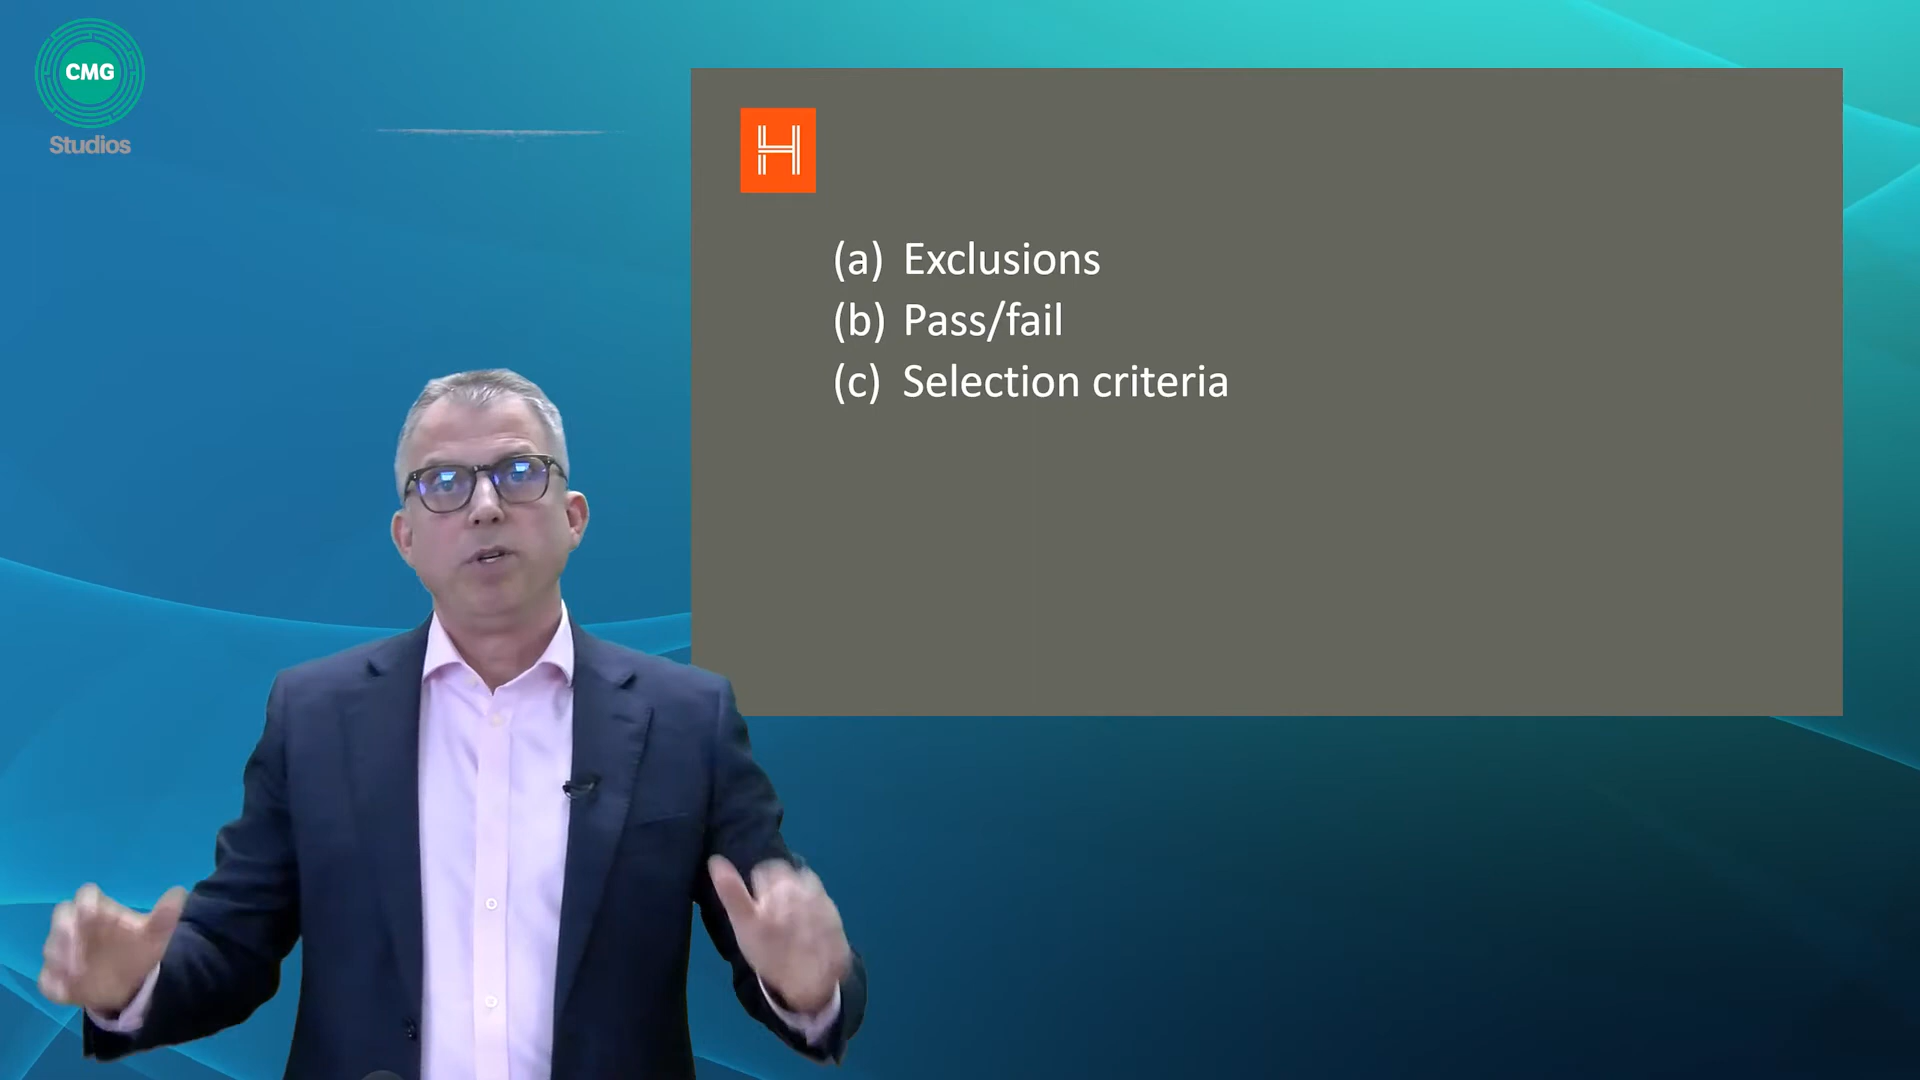 CMG
Studios
H
(a) Exclusions
(b) Pass/fail
(c) Selection criteria